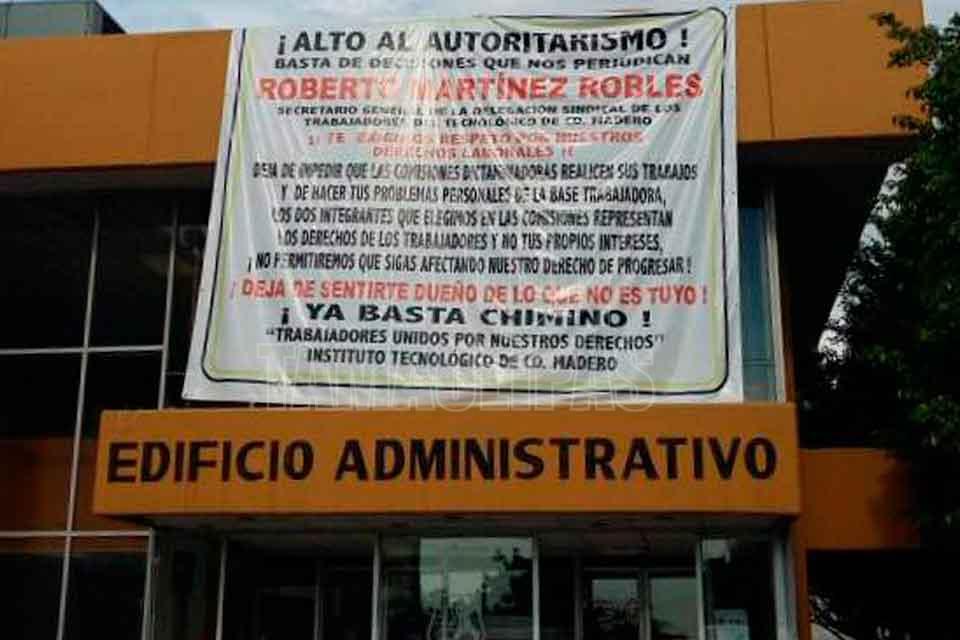 ¡ ALTO AL AUTORITARISMO !
BASTA DE DECISIONES QUE NOS PERJUDICAN
ROBERTO MARTÍNEZ ROBLES
SECRETARIO GENERAL DE LA DELEGACIÓN SINDICAL DE LOS
TRABAJADORES DEL TECNOLÓGICO DE CD. MADERO
¡¡ TE EXIGIMOS RESPETO POR NUESTROS
DERECHOS LABORALES !!
DEJA DE IMPEDIR QUE LAS COMISIONES DICTAMINADORAS REALICEN SUS TRABAJOS
Y DE HACER TUS PROBLEMAS PERSONALES DE LA BASE TRABAJADORA,
LOS DOS INTEGRANTES QUE ELEGIMOS EN LAS COMISIONES REPRESENTAN
LOS DERECHOS DE LOS TRABAJADORES Y NO TUS PROPIOS INTERESES,
¡ NO PERMITIREMOS QUE SIGAS AFECTANDO NUESTRO DERECHO DE PROGRESAR !
¡ DEJA DE SENTIRTE DUEÑO DE LO QUE NO ES TUYO !
¡ YA BASTA CHIMINO !
"TRABAJADORES UNIDOS POR NUESTROS DERECHOS"
INSTITUTO TECNOLÓGICO DE CD. MADERO
TAMAULIPAS
EDIFICIO ADMINISTRATIVO